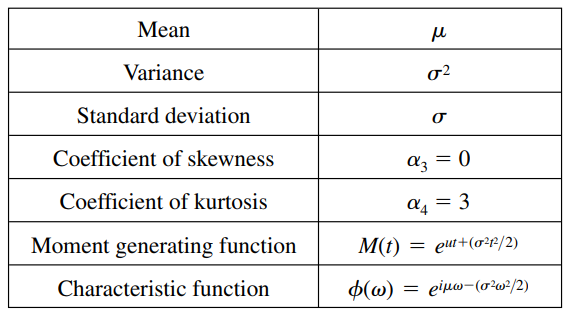 Mean μ
Variance σ²
Standard deviation σ
Coefficient of skewness α₃ = 0
Coefficient of kurtosis α₄ = 3
Moment generating function M(t) = e^{ut+(σ²t²/2)}
Characteristic function ϕ(ω) = e^{iμω−(σ²ω²/2)}